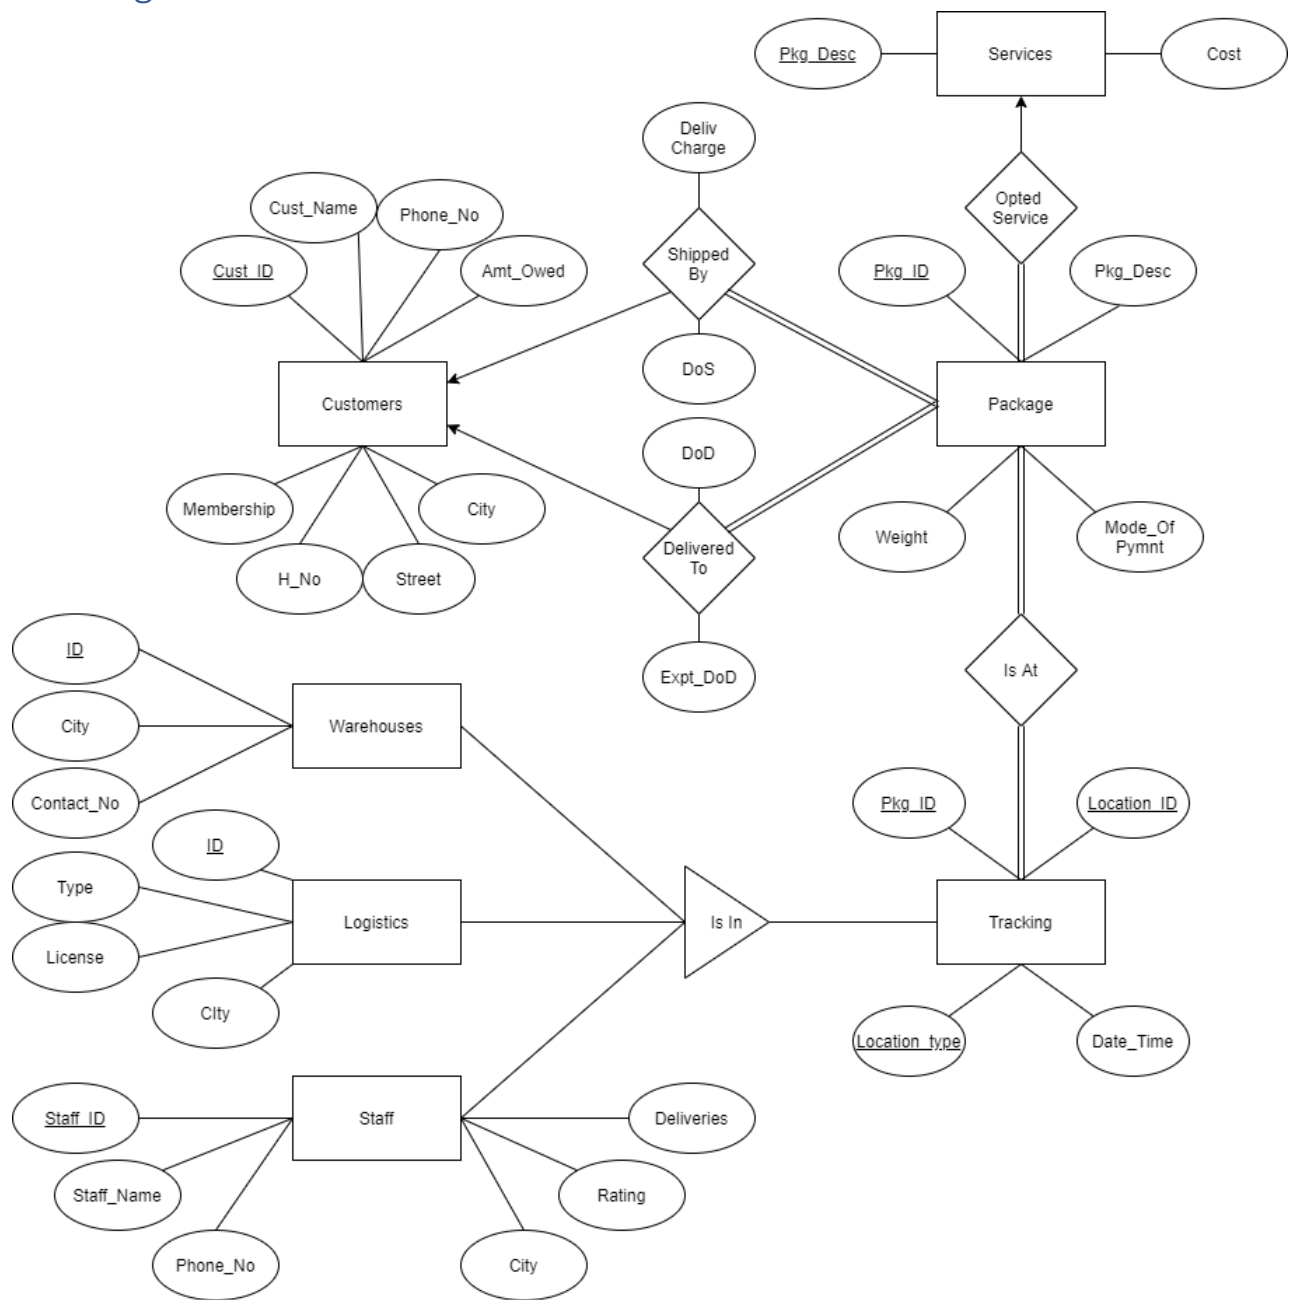 Pkg_Desc
Services
Cost
Deliv
Charge
Opted
Service
Cust_Name
Phone_No
Cust_ID
Amt_Owed
Shipped
By
Pkg_ID
Pkg_Desc
DoS
Customers
Package
DoD
Membership
City
Weight
Mode_Of
Pymnt
Delivered
To
H_No
Street
ID
Expt_DoD
Is At
City
Warehouses
Contact_No
Pkg_ID
Location_ID
ID
Type
Logistics
Is In
Tracking
License
CIty
Location_type
Date_Time
Staff_ID
Staff
Deliveries
Staff_Name
Rating
Phone_No
City